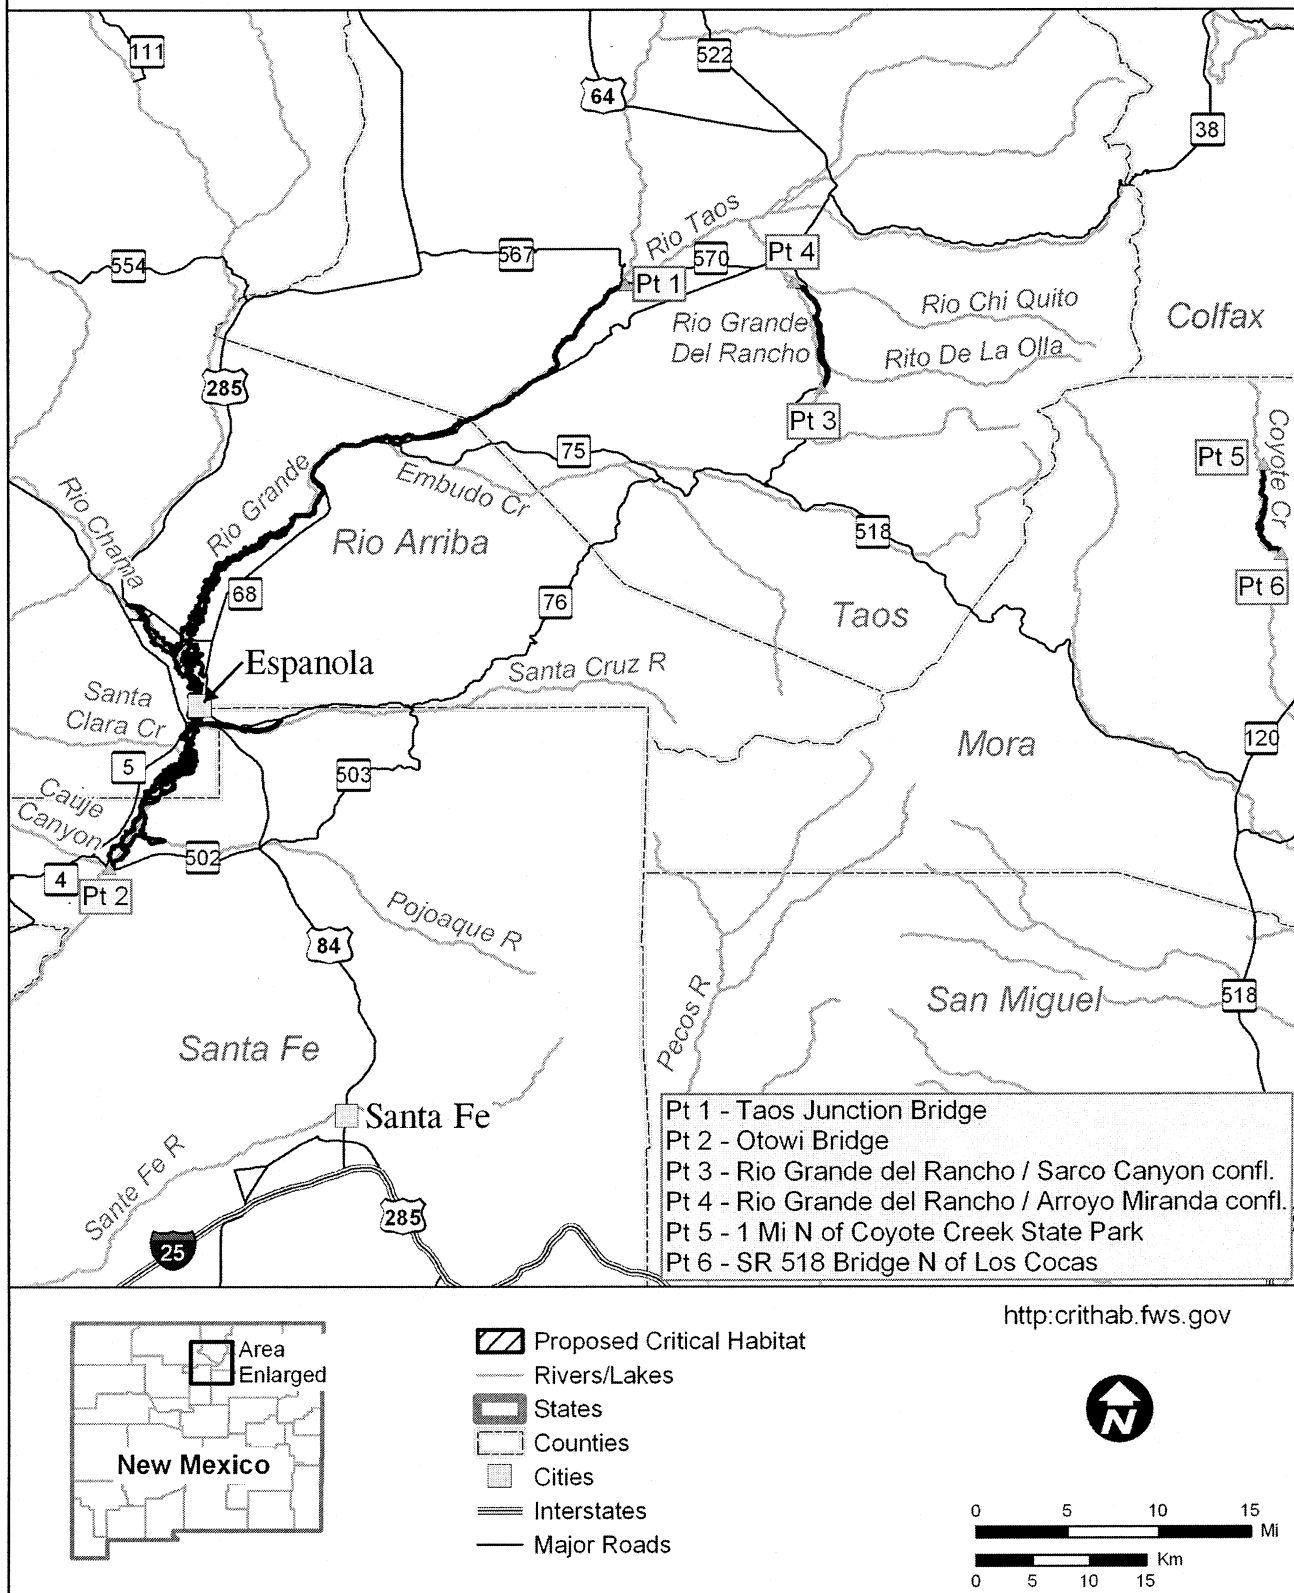 111
522
64
38
Rio Taos
Pt 4
554
567
570
Pt 1
Rio Chi Quito
Colfax
Rio Grande
Del Rancho
Rito De La Olla
285
Pt 3
Coyote Cr
75
Pt 5
Rio Grande
Embudo Cr
Rio Chama
Rio Arriba
518
Pt 6
68
76
Taos
Espanola
Santa Cruz R
Santa
Clara Cr
120
Mora
5
503
Cauje
Canyon
502
4
Pt 2
Pojoaque R
84
518
San Miguel
Pecos R
Santa Fe
Santa Fe
Sante Fe R
285
25
Pt 1 - Taos Junction Bridge
Pt 2 - Otowi Bridge
Pt 3 - Rio Grande del Rancho / Sarco Canyon confl.
Pt 4 - Rio Grande del Rancho / Arroyo Miranda confl.
Pt 5 - 1 Mi N of Coyote Creek State Park
Pt 6 - SR 518 Bridge N of Los Cocas
http:crithab.fws.gov
Area
Enlarged
New Mexico
Proposed Critical Habitat
Rivers/Lakes
States
Counties
Cities
Interstates
Major Roads
N
0 5 10 15
Mi
Km
0 5 10 15